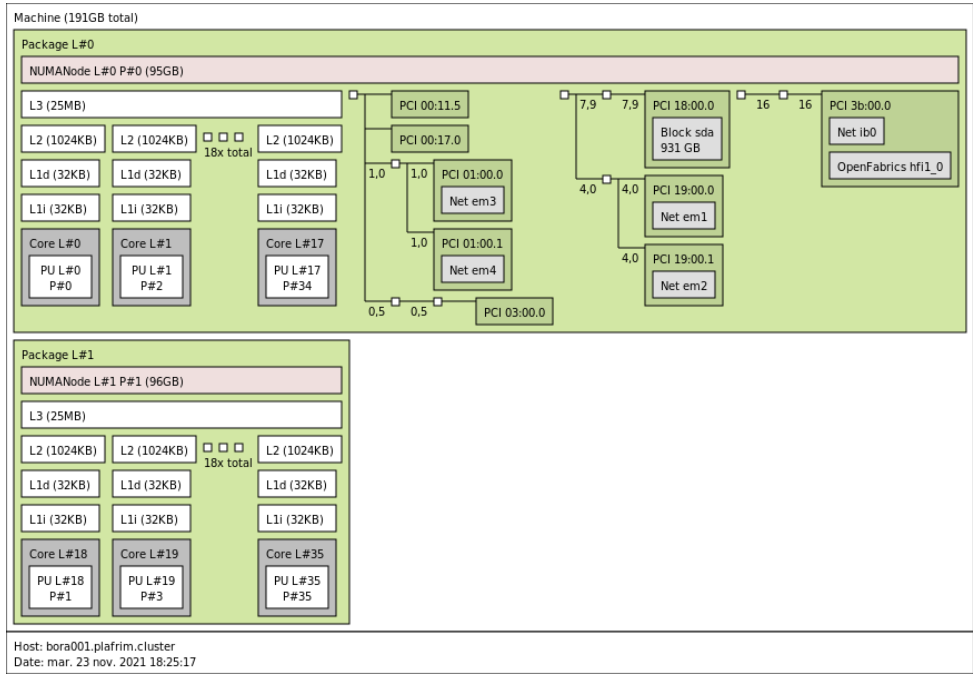 Machine (191GB total)
Package L#0
NUMANode L#0 P#0 (95GB)
L3 (25MB)
L2 (1024KB) L2 (1024KB) L2 (1024KB)
18x total
L1d (32KB) L1d (32KB) L1d (32KB)
L1i (32KB) L1i (32KB) L1i (32KB)
Core L#0 Core L#1 Core L#17
PU L#0 PU L#1 PU L#17
P#0 P#2 P#34
PCI 00:11.5
PCI 00:17.0
1,0 1,0 PCI 01:00.0
Net em3
1,0 PCI 01:00.1
Net em4
0,5 0,5 PCI 03:00.0
7,9 7,9 PCI 18:00.0
Block sda
931 GB
4,0 4,0 PCI 19:00.0
Net em1
4,0 PCI 19:00.1
Net em2
16 16 PCI 3b:00.0
Net ib0
OpenFabrics hfi1_0
Package L#1
NUMANode L#1 P#1 (96GB)
L3 (25MB)
L2 (1024KB) L2 (1024KB) L2 (1024KB)
18x total
L1d (32KB) L1d (32KB) L1d (32KB)
L1i (32KB) L1i (32KB) L1i (32KB)
Core L#18 Core L#19 Core L#35
PU L#18 PU L#19 PU L#35
P#1 P#3 P#35
Host: bora001.plafrim.cluster
Date: mar. 23 nov. 2021 18:25:17